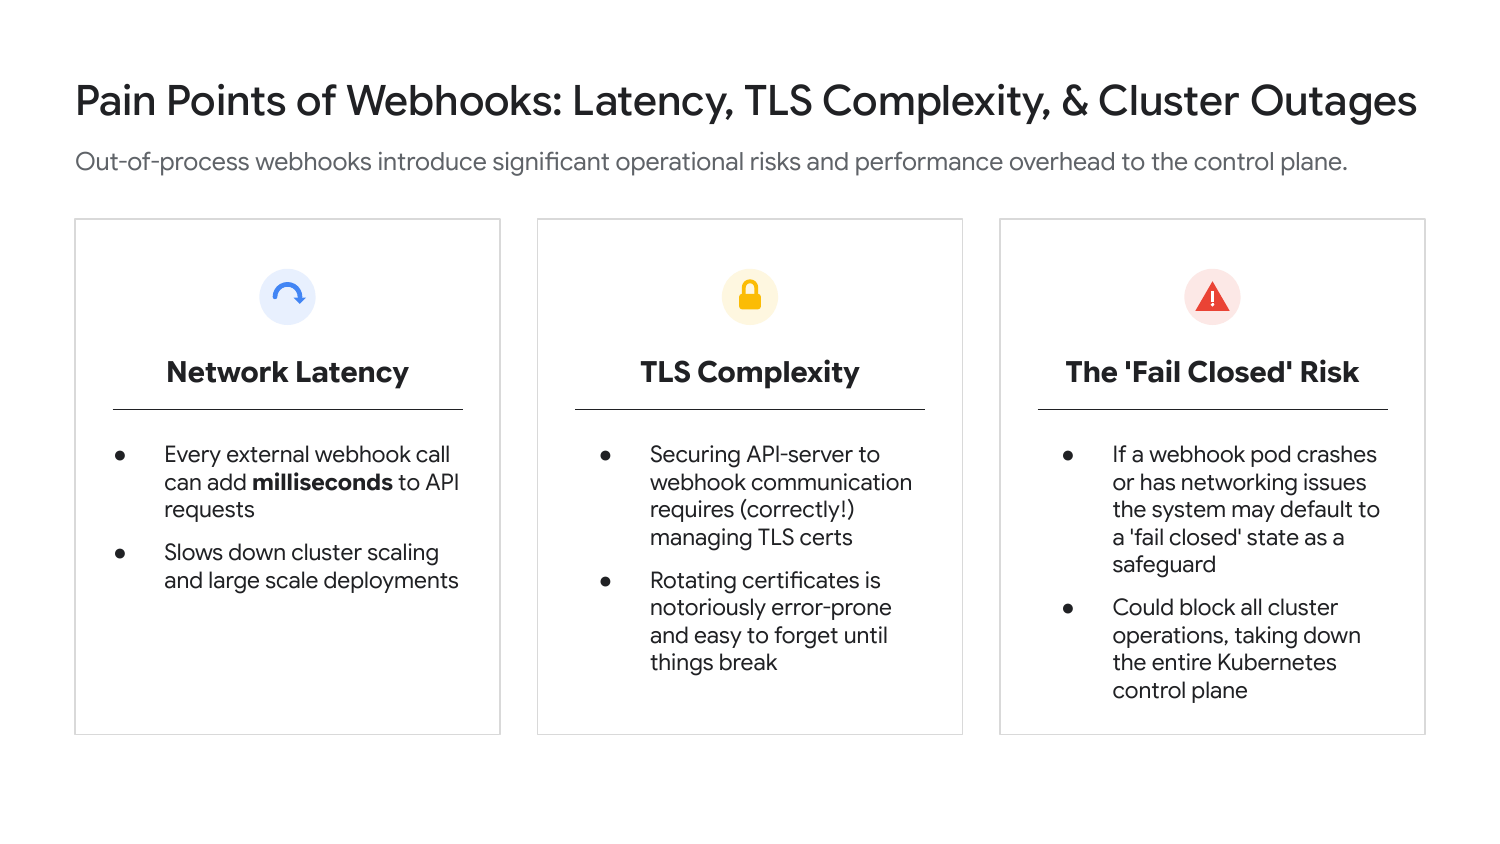 Pain Points of Webhooks: Latency, TLS Complexity, & Cluster Outages
Out-of-process webhooks introduce significant operational risks and performance overhead to the control plane.
Network Latency
● Every external webhook call
can add milliseconds to API
requests
● Slows down cluster scaling
and large scale deployments
TLS Complexity
● Securing API-server to
webhook communication
requires (correctly!)
managing TLS certs
● Rotating certificates is
notoriously error-prone
and easy to forget until
things break
The 'Fail Closed' Risk
● If a webhook pod crashes
or has networking issues
the system may default to
a 'fail closed' state as a
safeguard
● Could block all cluster
operations, taking down
the entire Kubernetes
control plane